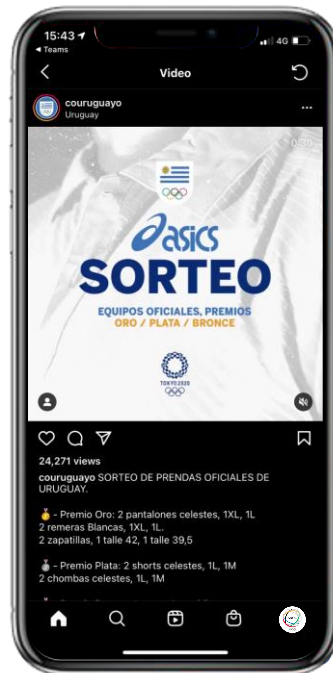 15:43
4G
Teams
Video
couruguayo
Uruguay
asics
SORTEO
EQUIPOS OFICIALES, PREMIOS
ORO / PLATA / BRONCE
TOKYO 2020
24,271 views
couruguayo SORTEO DE PRENDAS OFICIALES DE
URUGUAY.
🥇 - Premio Oro: 2 pantalones celestes, 1XL, 1L
2 remeras Blancas, 1XL, 1L.
2 zapatillas, 1 talle 42, 1 talle 39,5
🥈 - Premio Plata: 2 shorts celestes, 1L, 1M
2 chombas celestes, 1L, 1M